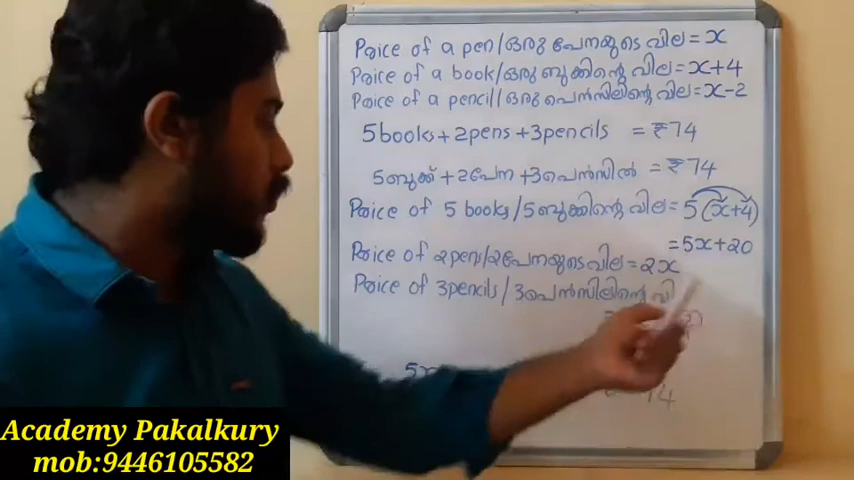 Price of a pen/ഒരു പേനയുടെ വില = x
Price of a book/ഒരു ബുക്കിന്റെ വില = x+4
Price of a pencil/ഒരു പെൻസിലിന്റെ വില = x-2
5books+2pens+3pencils = ₹74
5ബുക്ക്+2പേന+3പെൻസിൽ = ₹74
Price of 5 books/5ബുക്കിന്റെ വില = 5(x+4)
=5x+20
Price of 2pens/2പേനയുടെ വില = 2x
Price of 3pencils/3പെൻസിലിന്റെ വി
5x
74
Academy Pakalkury
mob:9446105582